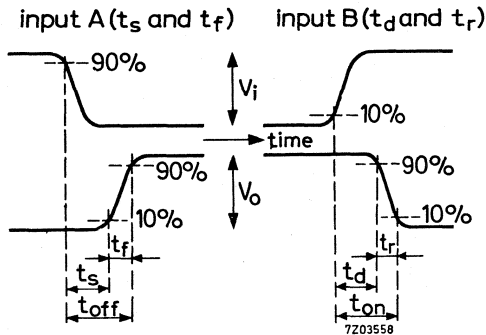 input A (ts and tf)
input B (td and tr)
90%
Vi
10%
time
90%
Vo
90%
10%
10%
tf
tr
ts
td
toff
ton
7Z03558